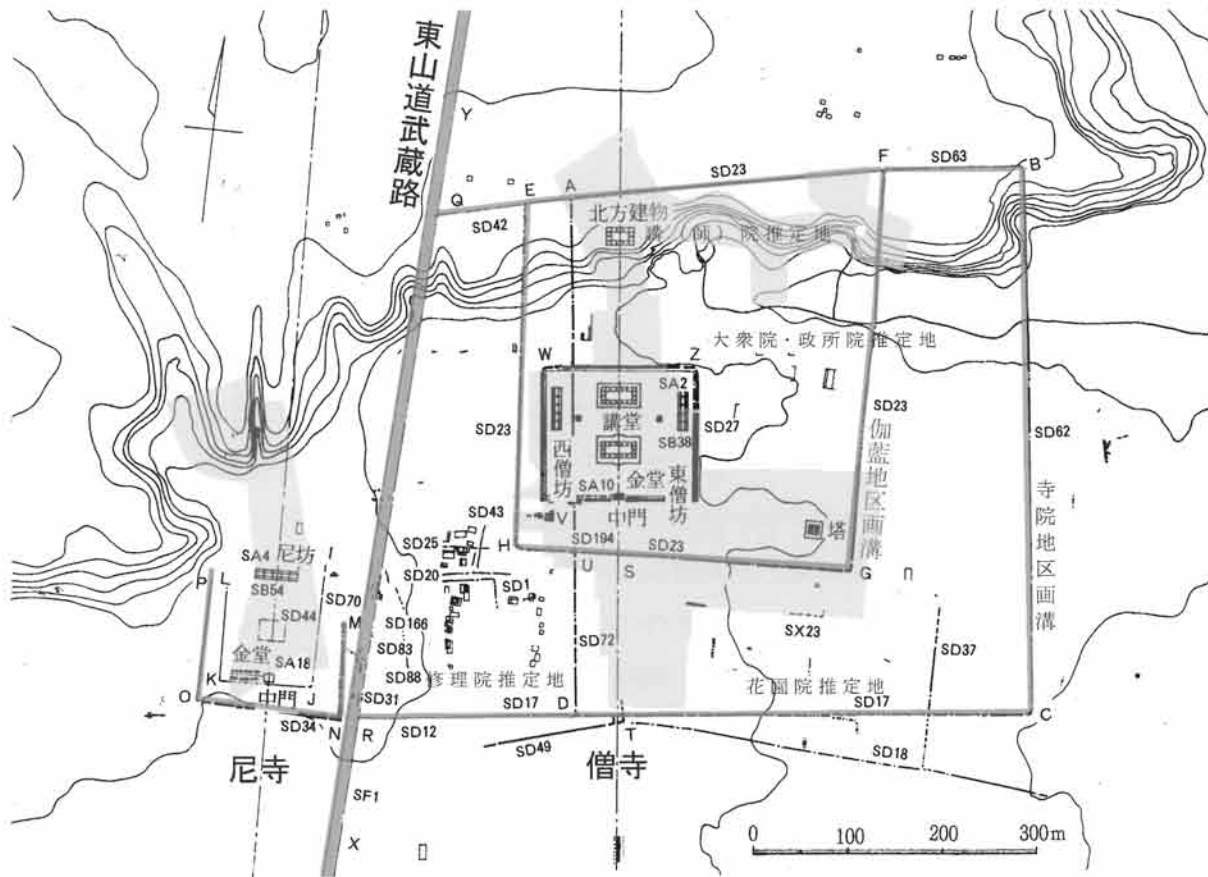 東山道武蔵路
Y
Q
E
A
F
B
SD23
SD63
SD42
北方建物
講（師）院推定地
大衆院・政所院推定地
W
Z
SA2
講堂
SD23
SD27
SD23
西僧坊
SB38
金堂
東僧坊
伽藍地区画溝
SD62
寺院地区画溝
SA10
V
中門
塔
SD43
SD194
SD23
SD25
H
U
S
G
SD20
SD1
I
SA4
尼坊
P
L
SB54
SD70
SD44
M
SD166
SD72
SX23
SD37
金堂
SA18
SD83
K
SD88
修理院推定地
花園院推定地
O
中門
J
SD31
SD17
D
SD17
C
SD34
N
R
SD12
T
SD49
SD18
尼寺
僧寺
SF1
X
0
100
200
300m